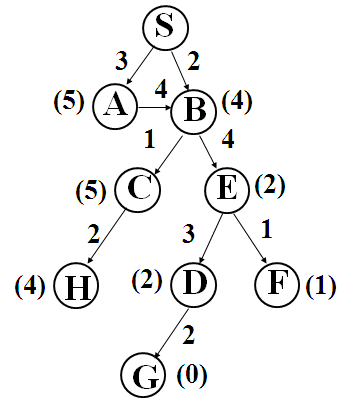 S
3 2
(5) A 4 B (4)
1 4
(5) C E (2)
2 3 1
(4) H (2) D F (1)
2
G (0)